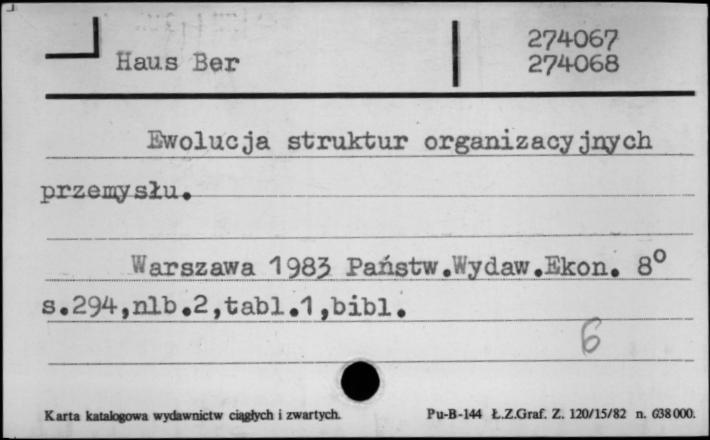 274067
Haus Ber 274068
Ewolucja struktur organizacyjnych
przemysłu.
Warszawa 1983 Państw.Wydaw.Ekon. 8°
s.294,nlb.2,tabl.1,bibl.
6
Karta katalogowa wydawnictw ciągłych i zwartych. Pu-B-144 Ł.Z.Graf. Z. 120/15/82 n. 638000.